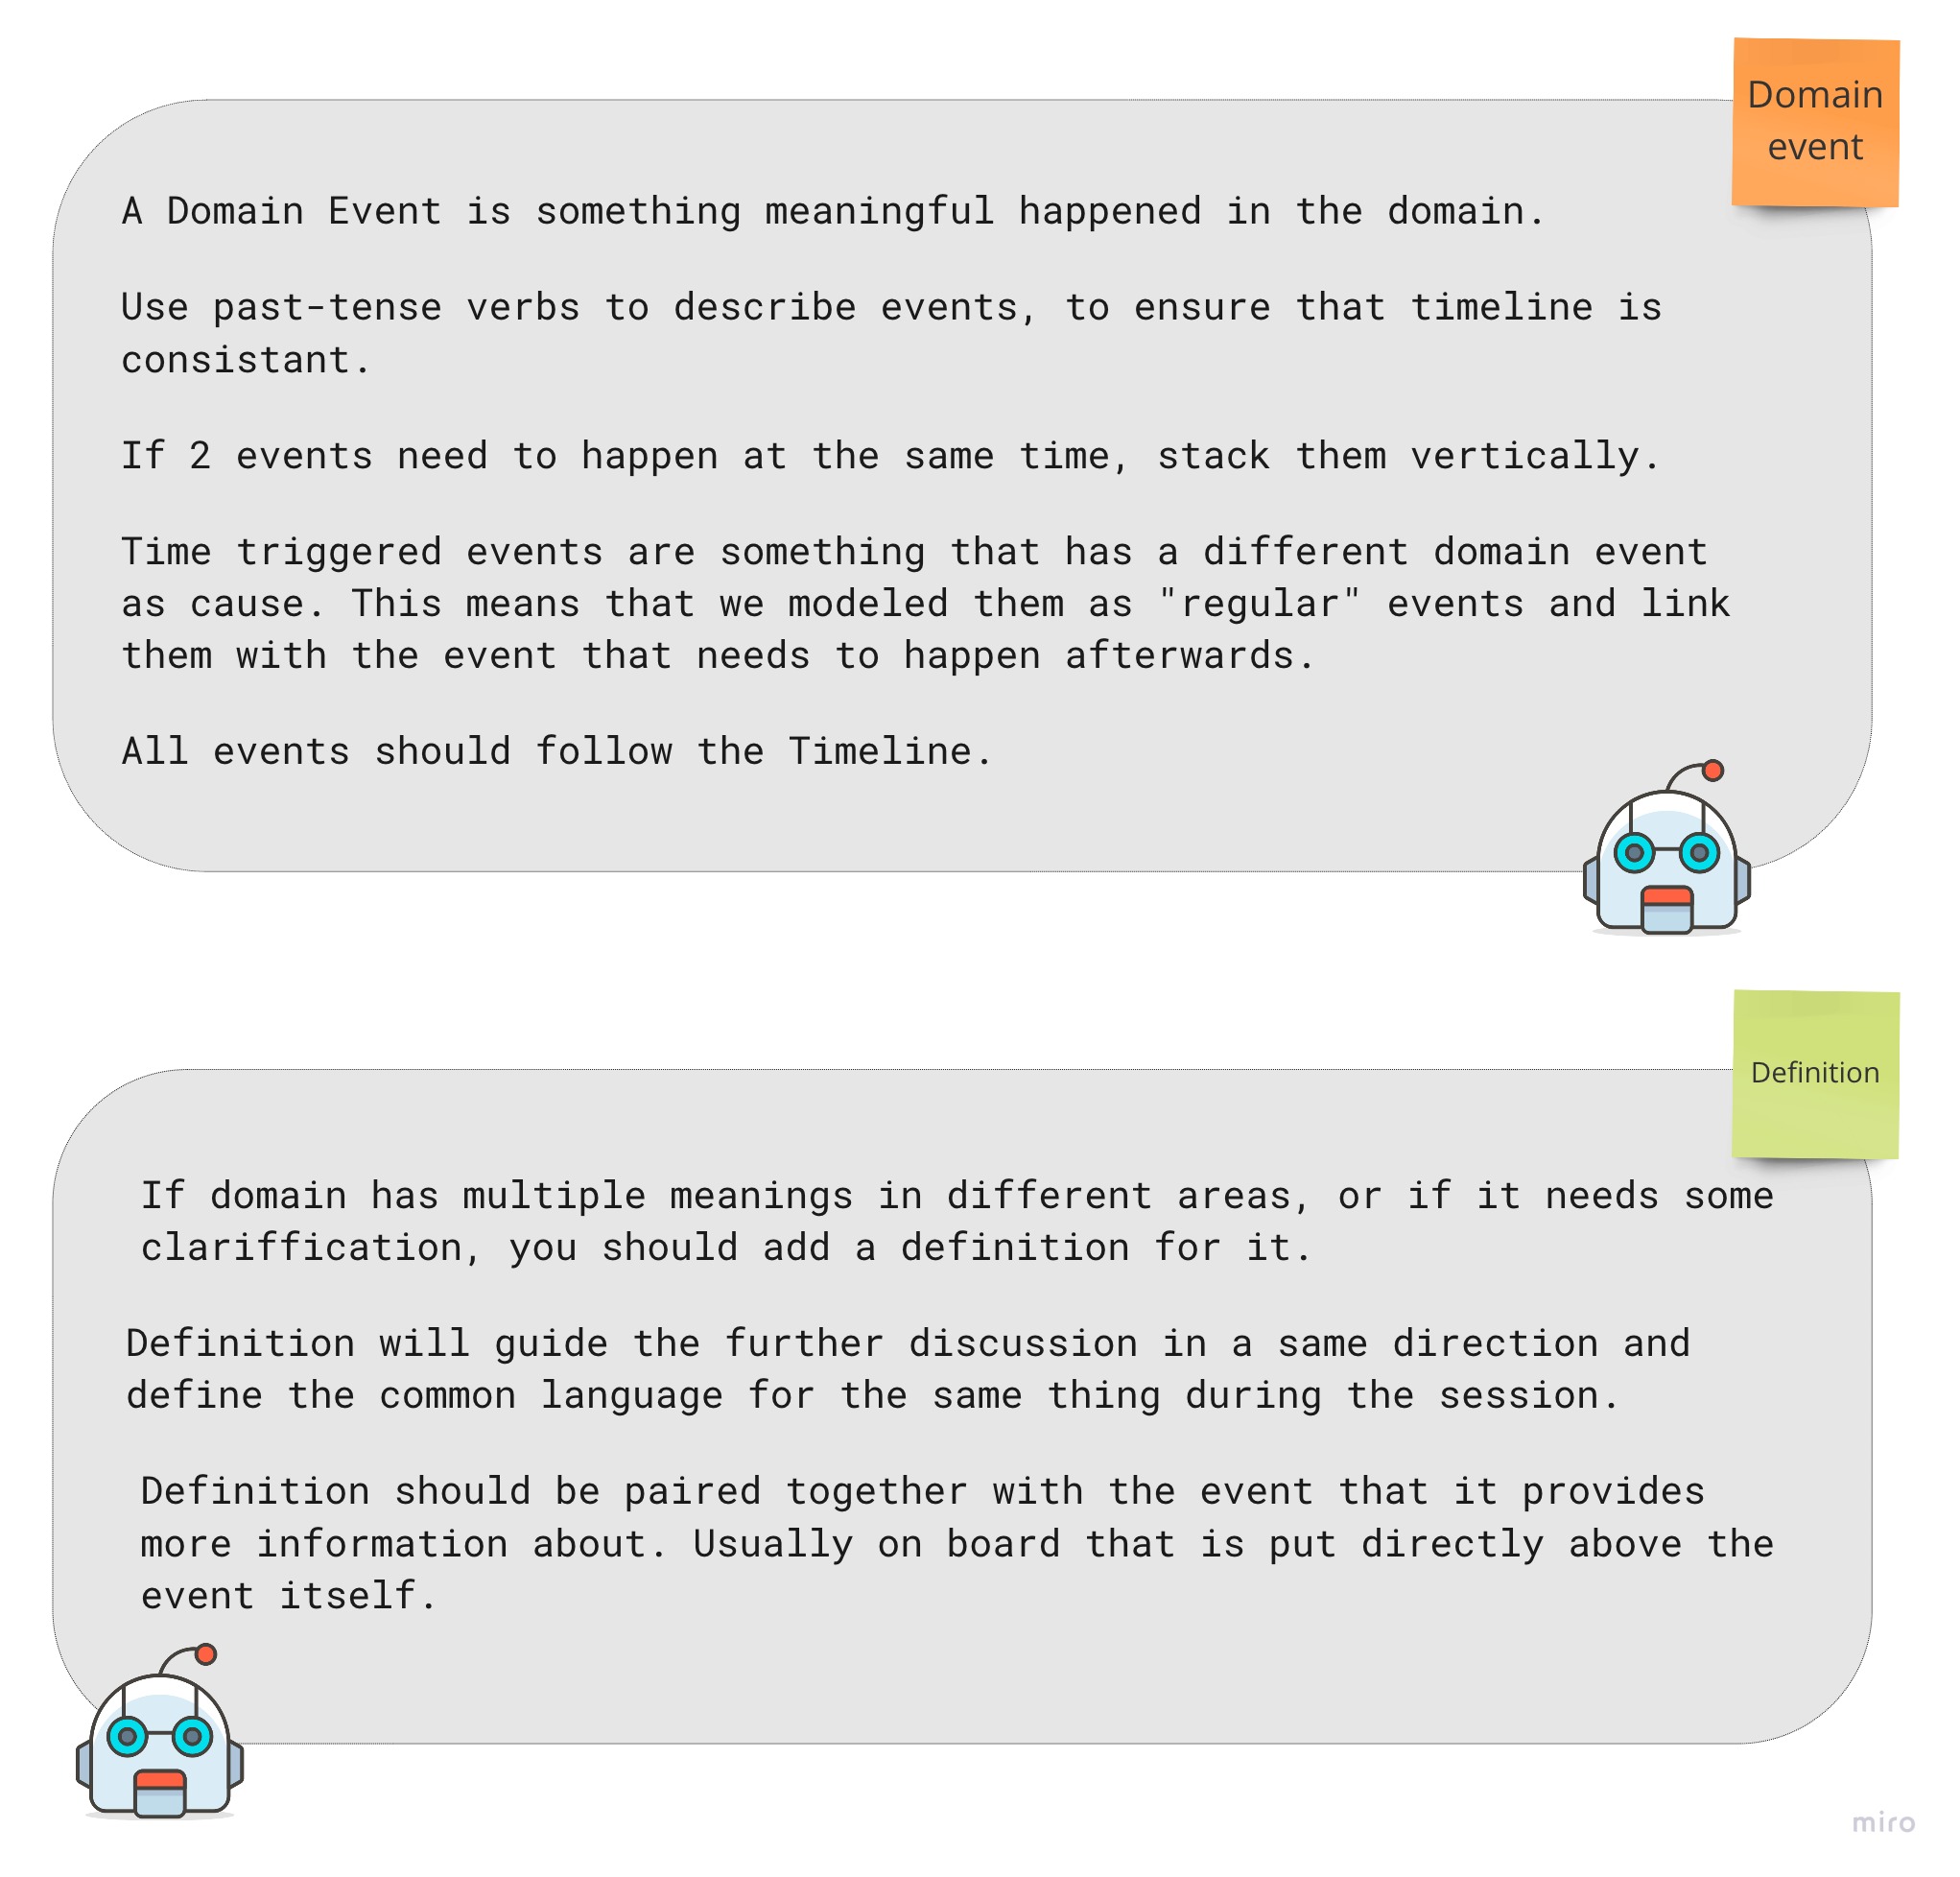 Domain
event
A Domain Event is something meaningful happened in the domain.
Use past-tense verbs to describe events, to ensure that timeline is
consistant.
If 2 events need to happen at the same time, stack them vertically.
Time triggered events are something that has a different domain event
as cause. This means that we modeled them as "regular" events and link
them with the event that needs to happen afterwards.
All events should follow the Timeline.
Definition
If domain has multiple meanings in different areas, or if it needs some
clariffication, you should add a definition for it.
Definition will guide the further discussion in a same direction and
define the common language for the same thing during the session.
Definition should be paired together with the event that it provides
more information about. Usually on board that is put directly above the
event itself.
miro